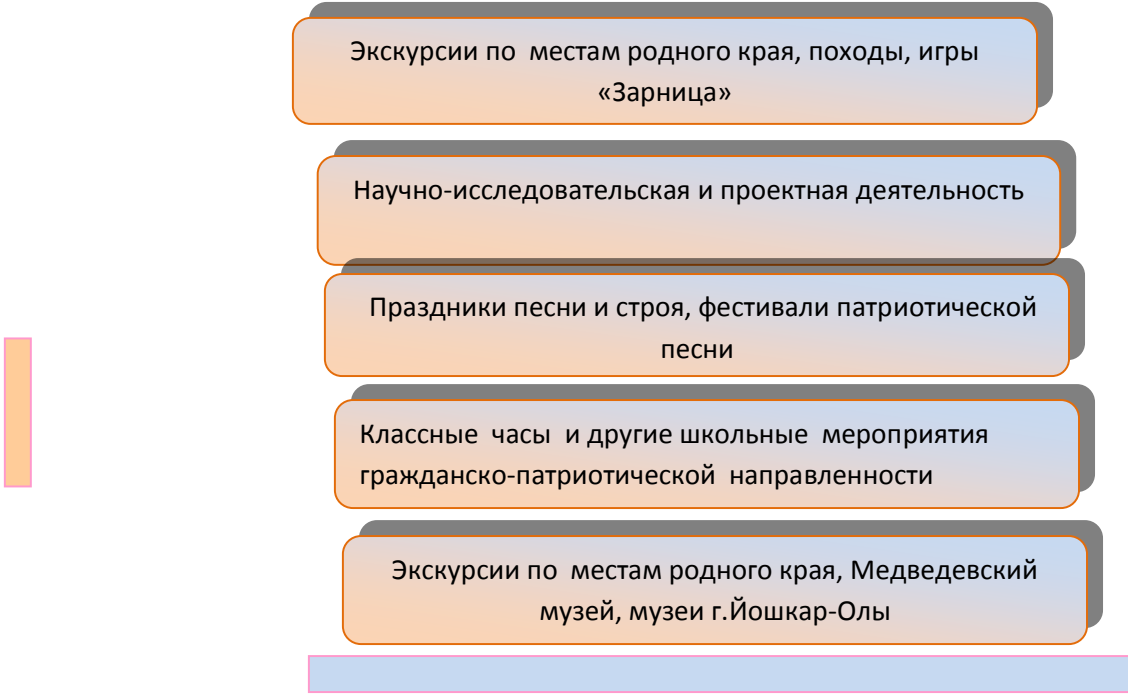 Экскурсии по местам родного края, походы, игры
«Зарница»
Научно-исследовательская и проектная деятельность
Праздники песни и строя, фестивали патриотической
песни
Классные часы и другие школьные мероприятия
гражданско-патриотической направленности
Экскурсии по местам родного края, Медведевский
музей, музеи г.Йошкар-Олы